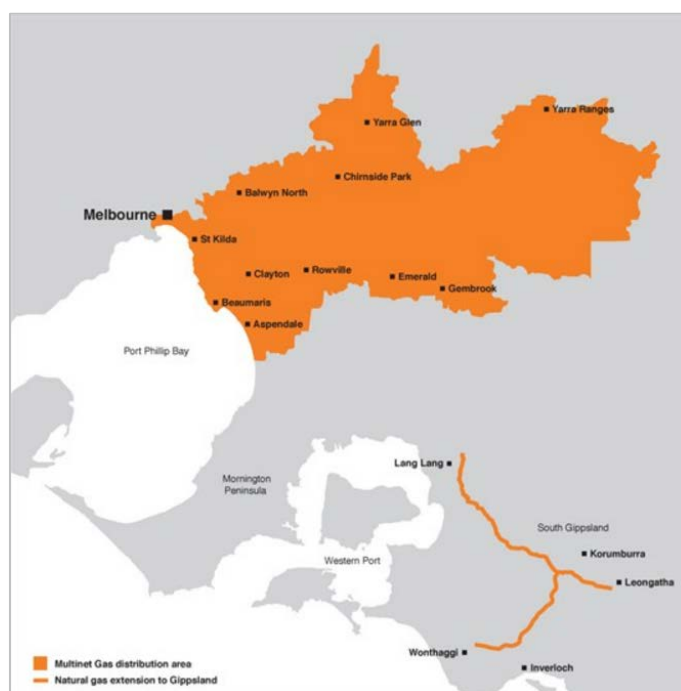 Yarra Ranges
Yarra Glen
Chirnside Park
Balwyn North
Melbourne
St Kilda
Clayton
Rowville
Emerald
Gembrook
Beaumaris
Aspendale
Port Phillip Bay
Lang Lang
Mornington
Peninsula
South Gippsland
Korumburra
Western Port
Leongatha
Wonthaggi
Inverloch
Multinet Gas distribution area
Natural gas extension to Gippsland